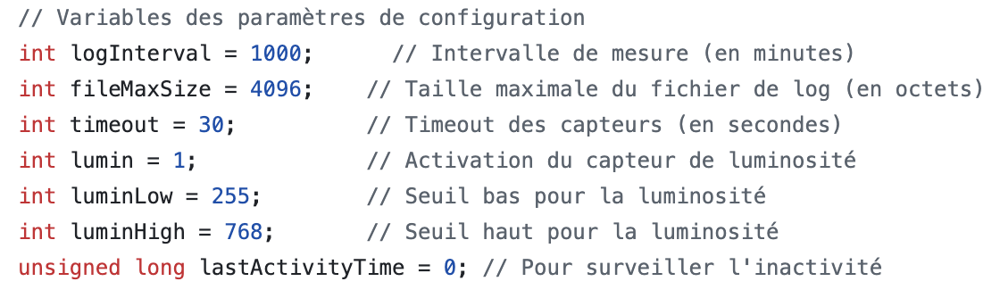 // Variables des paramètres de configuration
int logInterval = 1000;      // Intervalle de mesure (en minutes)
int fileMaxSize = 4096;    // Taille maximale du fichier de log (en octets)
int timeout = 30;          // Timeout des capteurs (en secondes)
int lumin = 1;             // Activation du capteur de luminosité
int luminLow = 255;        // Seuil bas pour la luminosité
int luminHigh = 768;       // Seuil haut pour la luminosité
unsigned long lastActivityTime = 0; // Pour surveiller l'inactivité